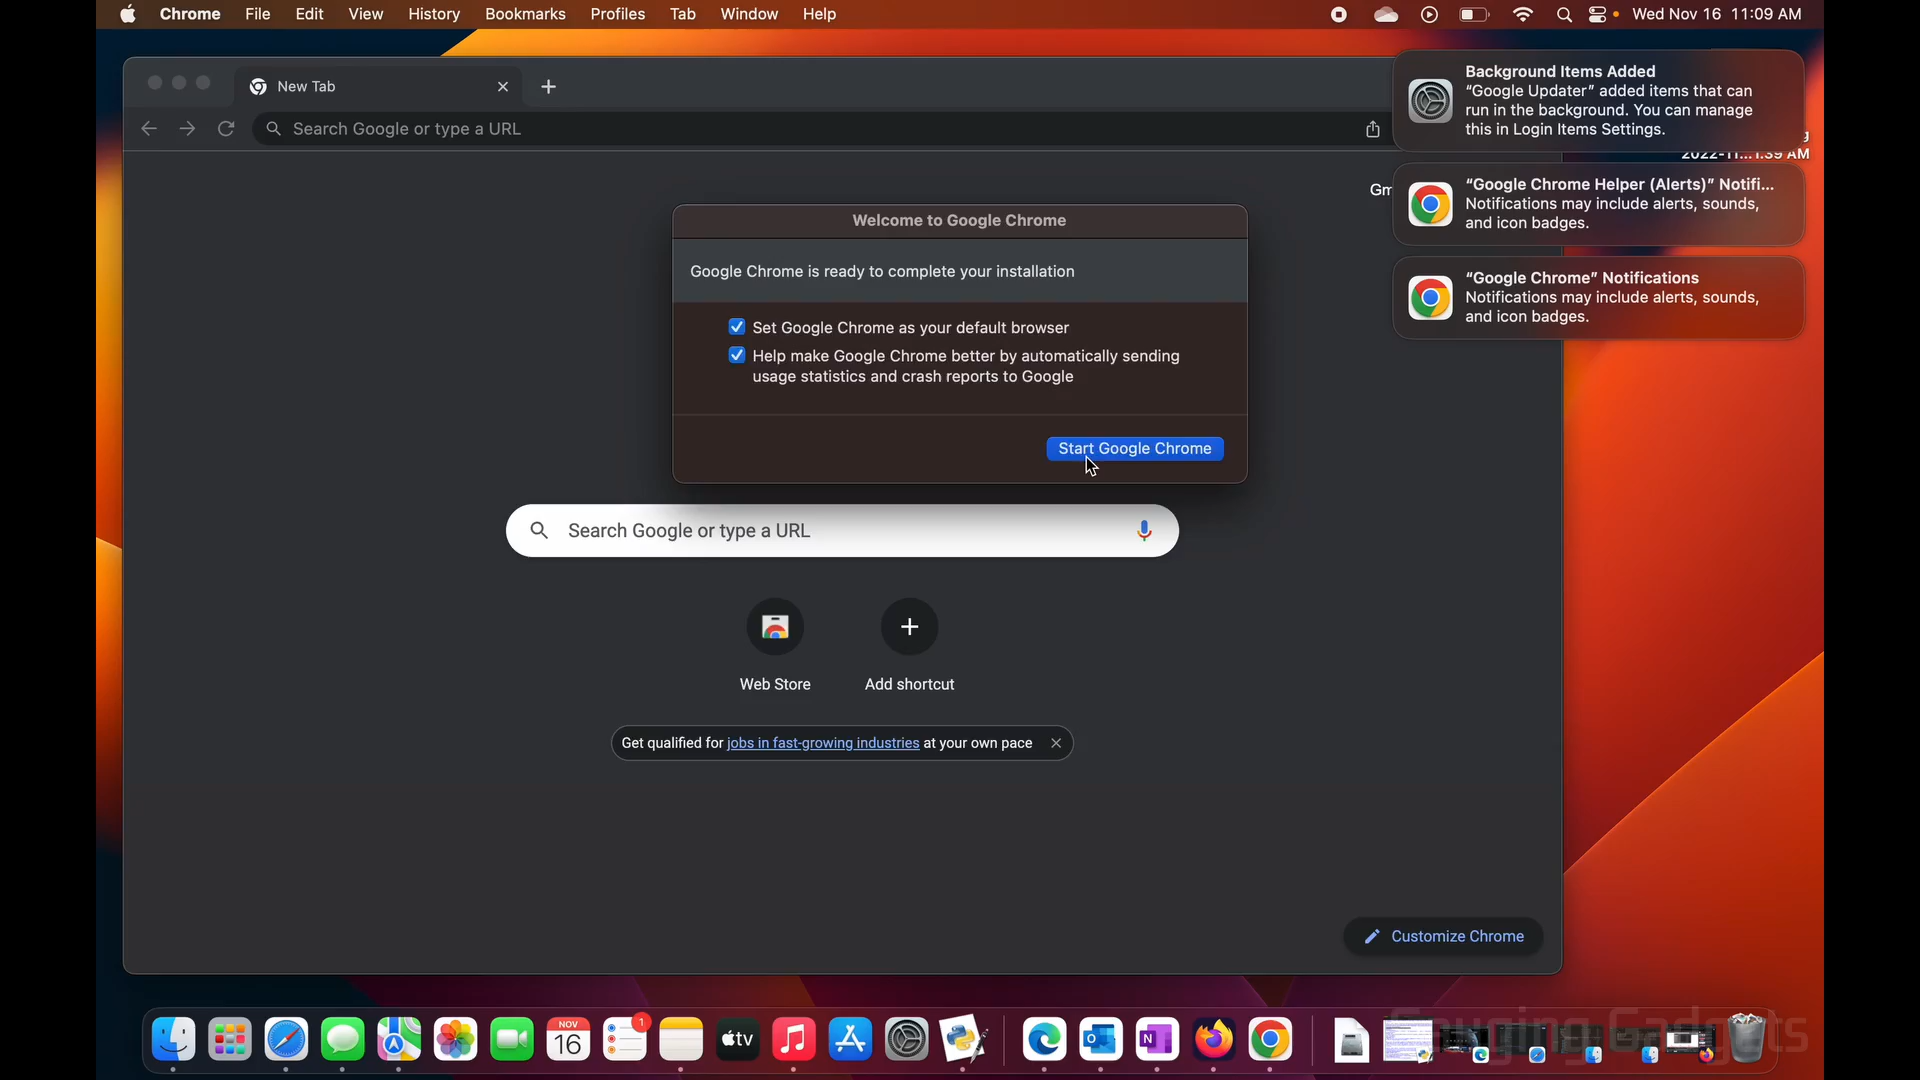 Chrome File Edit View History Bookmarks Profiles Tab Window Help Wed Nov 16 11:09 AM
New Tab
Search Google or type a URL
Background Items Added
“Google Updater” added items that can
run in the background. You can manage
this in Login Items Settings.
“Google Chrome Helper (Alerts)” Notifi...
Notifications may include alerts, sounds,
and icon badges.
“Google Chrome” Notifications
Notifications may include alerts, sounds,
and icon badges.
Welcome to Google Chrome
Google Chrome is ready to complete your installation
Set Google Chrome as your default browser
Help make Google Chrome better by automatically sending
usage statistics and crash reports to Google
Start Google Chrome
Search Google or type a URL
Web Store Add shortcut
Get qualified for jobs in fast-growing industries at your own pace
Customize Chrome
NOV
16
1
tv
Gauging Gadgets